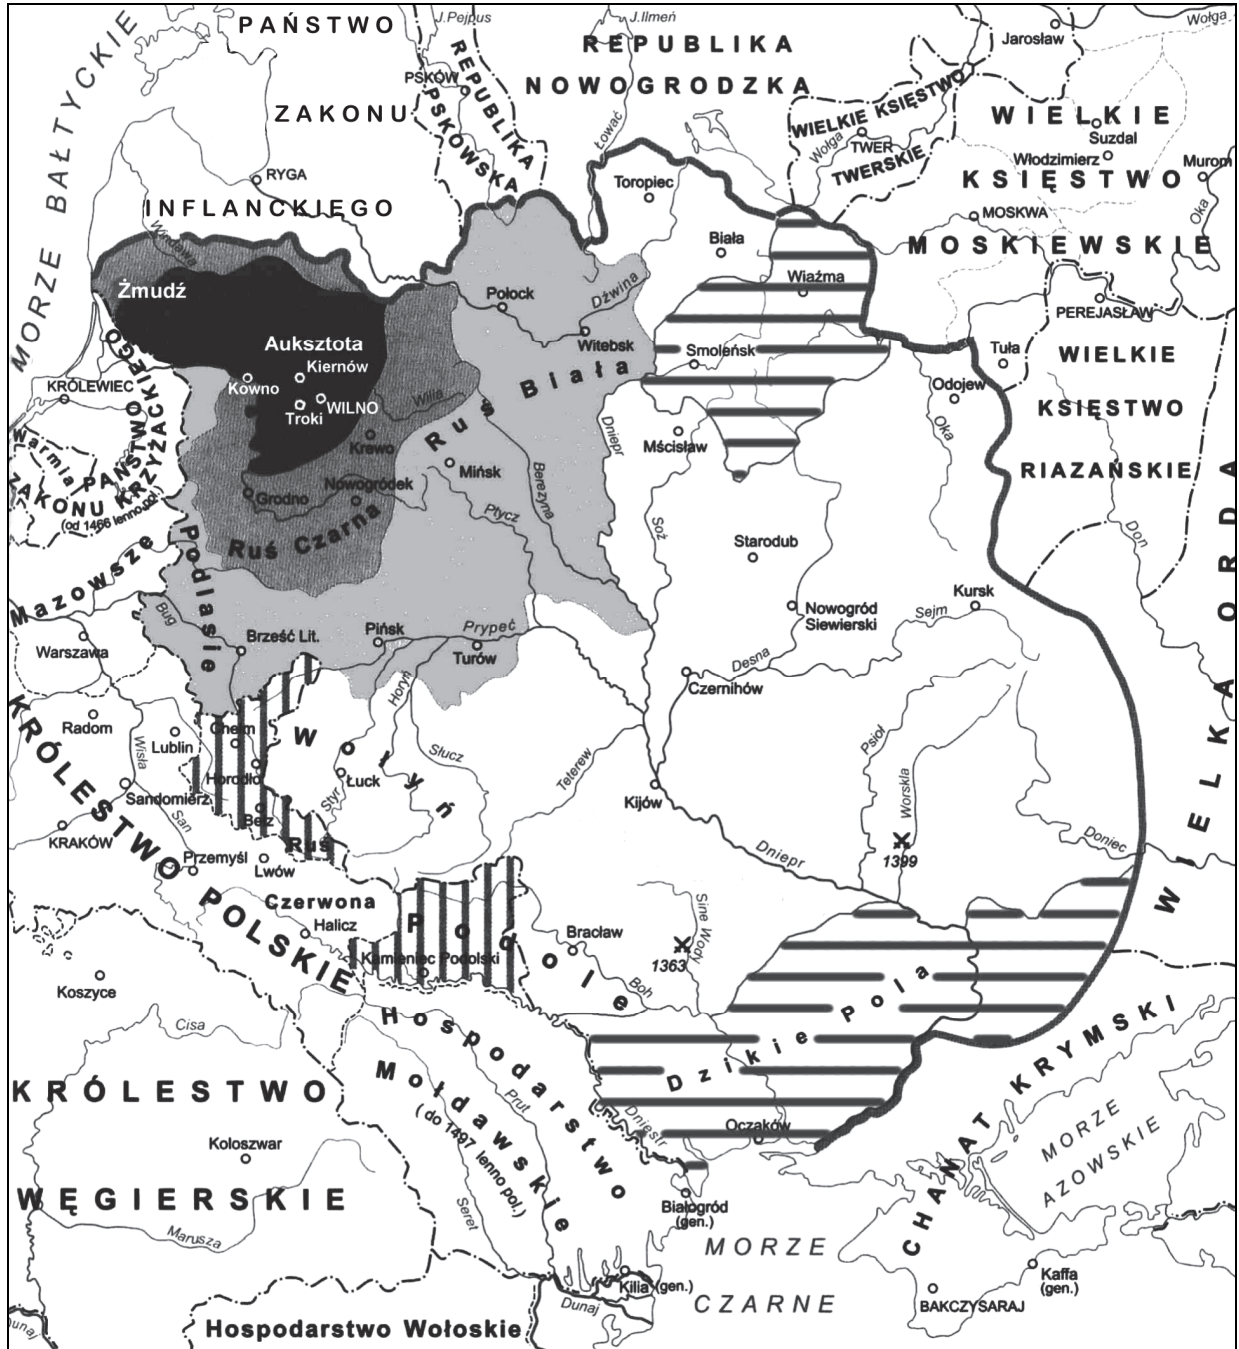 PAŃSTWO
ZAKONU
INFLANCKIEGO
RYGA
Windawa
MORZE BAŁTYCKIE
J.Pejpus
PSKÓW
REPUBLIKA
PSKOWSKA
J.Ilmeń
REPUBLIKA
NOWOGRODZKA
Łować
Toropiec
WIELKIE KSIĘSTWO
TWERSKIE
Wołga
TWER
Jarosław
Wołga
WIELKIE
Suzdal
Włodzimierz
Murom
KSIĘSTWO
Oka
MOSKWA
MOSKIEWSKIE
PEREJASŁAW
WIELKIE
KSIĘSTWO
RIAZAŃSKIE
Tuła
Odojew
Oka
Don
WIELKA ORDA
Biała
Wiaźma
Smoleńsk
Mścisław
Dniepr
Soż
Starodub
Nowogród
Siewierski
Sejm
Kursk
Desna
Czernihów
Żmudź
Auksztota
Kiernów
Kowno
Troki
WILNO
Wilia
Krewo
Grodno
Nowogródek
Ruś Czarna
Połock
Dźwina
Witebsk
Ruś Biała
Mińsk
Berezyna
Ptycz
KRÓLEWIEC
Warmia
PAŃSTWO
ZAKONU KRZYŻACKIEGO
(od 1466 lenno pol.)
Mazowsze
Podlasie
Bug
Brześć Lit.
Pińsk
Prypeć
Turów
Warszawa
Radom
Wisła
Lublin
Chełm
Horodło
Bełz
Sandomierz
San
KRAKÓW
Przemyśl
Lwów
KRÓLESTWO POLSKIE
Wołyń
Horyń
Słucz
Styr
Łuck
Teterew
Kijów
Dniepr
Psioł
Worskla
1399
Doniec
Ruś
Czerwona
Halicz
Podole
Kamieniec Podolski
Bracław
Boh
Sine Wody
1363
Dzikie Pola
Oczaków
Dniestr
Koszyce
Cisa
KRÓLESTWO
WĘGIERSKIE
Koloszwar
Marusza
Hospodarstwo
Mołdawskie
(do 1497 lenno pol.)
Prut
Seret
Białogród
(gen.)
Kilia (gen.)
Dunaj
Hospodarstwo Wołoskie
MORZE
CZARNE
CHANAT KRYMSKI
MORZE
AZOWSKIE
Kaffa
(gen.)
BAKCZYSARAJ
unaj